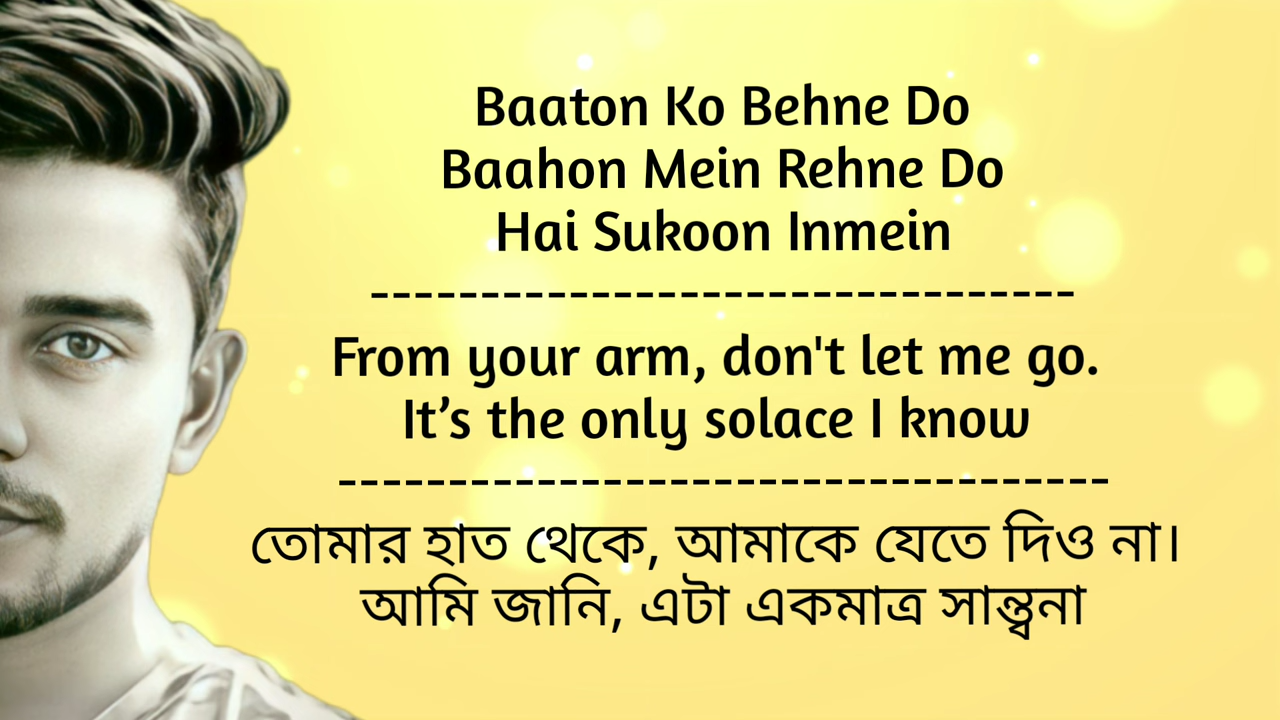 Baaton Ko Behne Do
Baahon Mein Rehne Do
Hai Sukoon Inmein
--------------------------------
From your arm, don't let me go.
It’s the only solace I know
-----------------------------------
তোমার হাত থেকে, আমাকে যেতে দিও না।
আমি জানি, এটা একমাত্র সান্ত্বনা